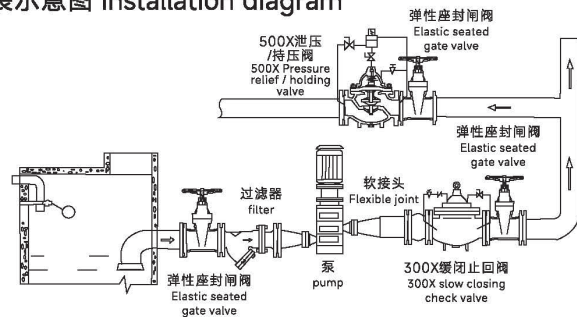 示意图 Installation diagram
弹性座封闸阀
Elastic seated
gate valve
500X泄压
/持压阀
500X Pressure
relief / holding
valve
弹性座封闸阀
Elastic seated
gate valve
过滤器
filter
软接头
Flexible joint
弹性座封闸阀
Elastic seated
gate valve
泵
pump
300X缓闭止回阀
300X slow closing
check valve